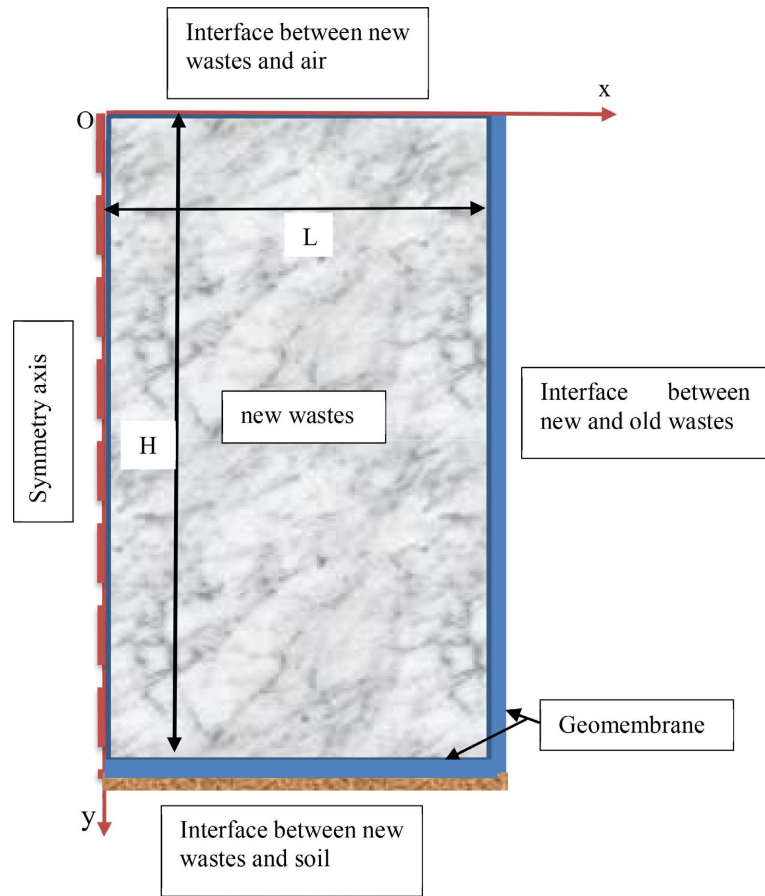 Interface between new
wastes and air
x
O
L
Symmetry axis
Interface between
new and old wastes
new wastes
H
Geomembrane
y
Interface between new
wastes and soil